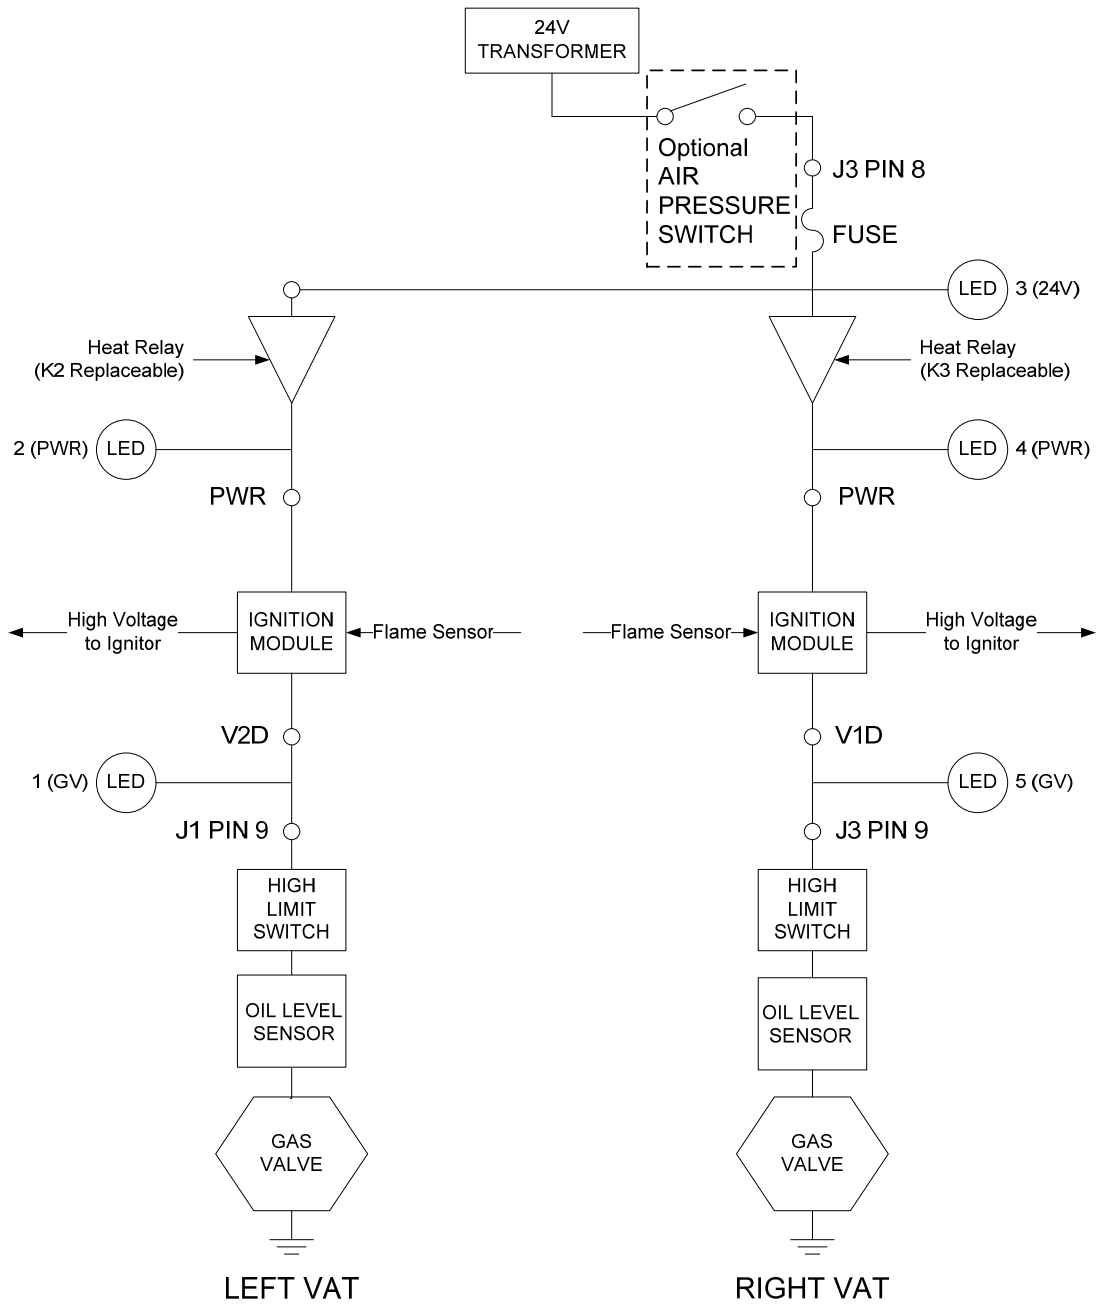 24V
TRANSFORMER
Optional
AIR
PRESSURE
SWITCH
J3 PIN 8
FUSE
LED
3 (24V)
Heat Relay
(K2 Replaceable)
Heat Relay
(K3 Replaceable)
2 (PWR)
LED
LED
4 (PWR)
PWR
PWR
High Voltage
to Ignitor
IGNITION
MODULE
Flame Sensor
Flame Sensor
IGNITION
MODULE
High Voltage
to Ignitor
V2D
V1D
1 (GV)
LED
LED
5 (GV)
J1 PIN 9
J3 PIN 9
HIGH
LIMIT
SWITCH
HIGH
LIMIT
SWITCH
OIL LEVEL
SENSOR
OIL LEVEL
SENSOR
GAS
VALVE
GAS
VALVE
LEFT VAT
RIGHT VAT